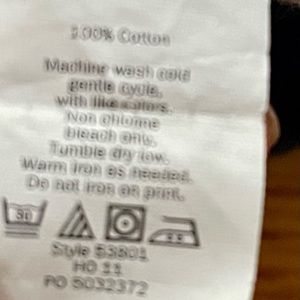 100% Cotton
Machine wash cold
gentle cycle,
with like colors.
Non chlorine
bleach only.
Tumble dry low.
Warm iron as needed.
Do not iron on print.
30
Style 53801
HO 11
PO 5032372